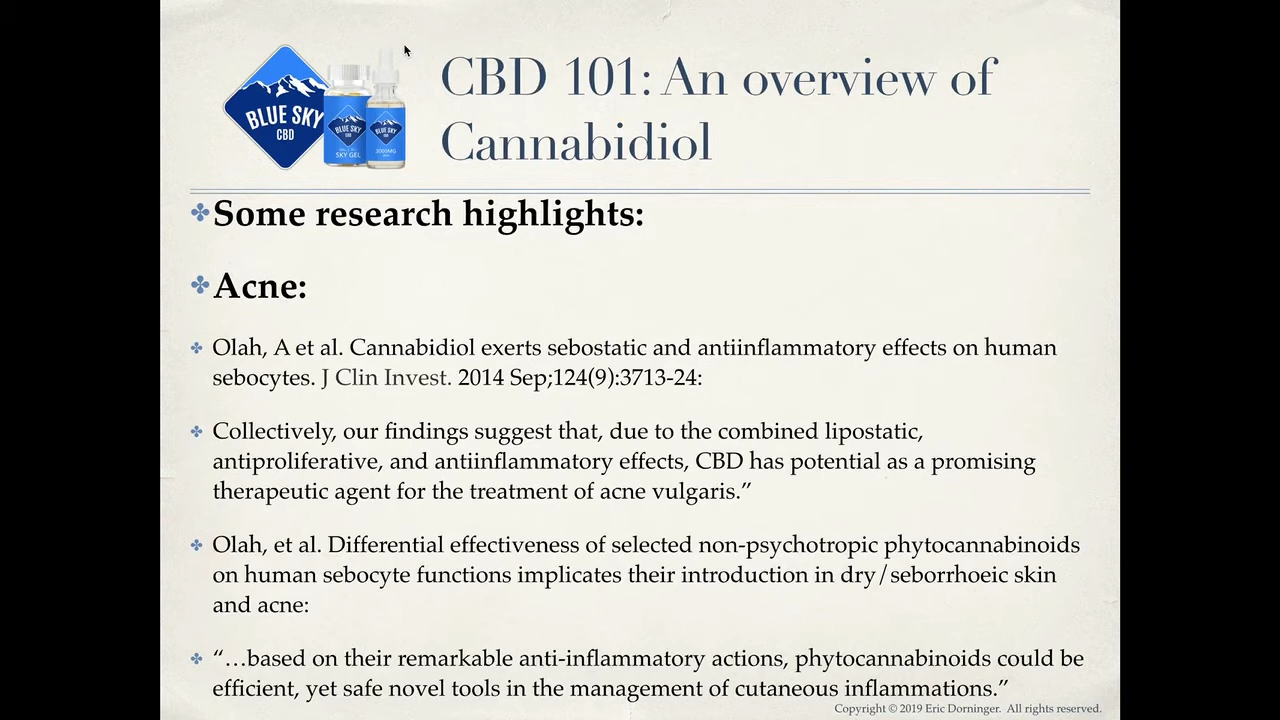 BLUE SKY
CBD
BLUE SKY
CBD
SKY GEL
BLUE SKY
CBD
CBD 101: An overview of
Cannabidiol
Some research highlights:
Acne:
Olah, A et al. Cannabidiol exerts sebostatic and antiinflammatory effects on human
sebocytes. J Clin Invest. 2014 Sep;124(9):3713-24:
Collectively, our findings suggest that, due to the combined lipostatic,
antiproliferative, and antiinflammatory effects, CBD has potential as a promising
therapeutic agent for the treatment of acne vulgaris.”
Olah, et al. Differential effectiveness of selected non-psychotropic phytocannabinoids
on human sebocyte functions implicates their introduction in dry/seborrhoeic skin
and acne:
“…based on their remarkable anti-inflammatory actions, phytocannabinoids could be
efficient, yet safe novel tools in the management of cutaneous inflammations.”
Copyright © 2019 Eric Dorninger. All rights reserved.